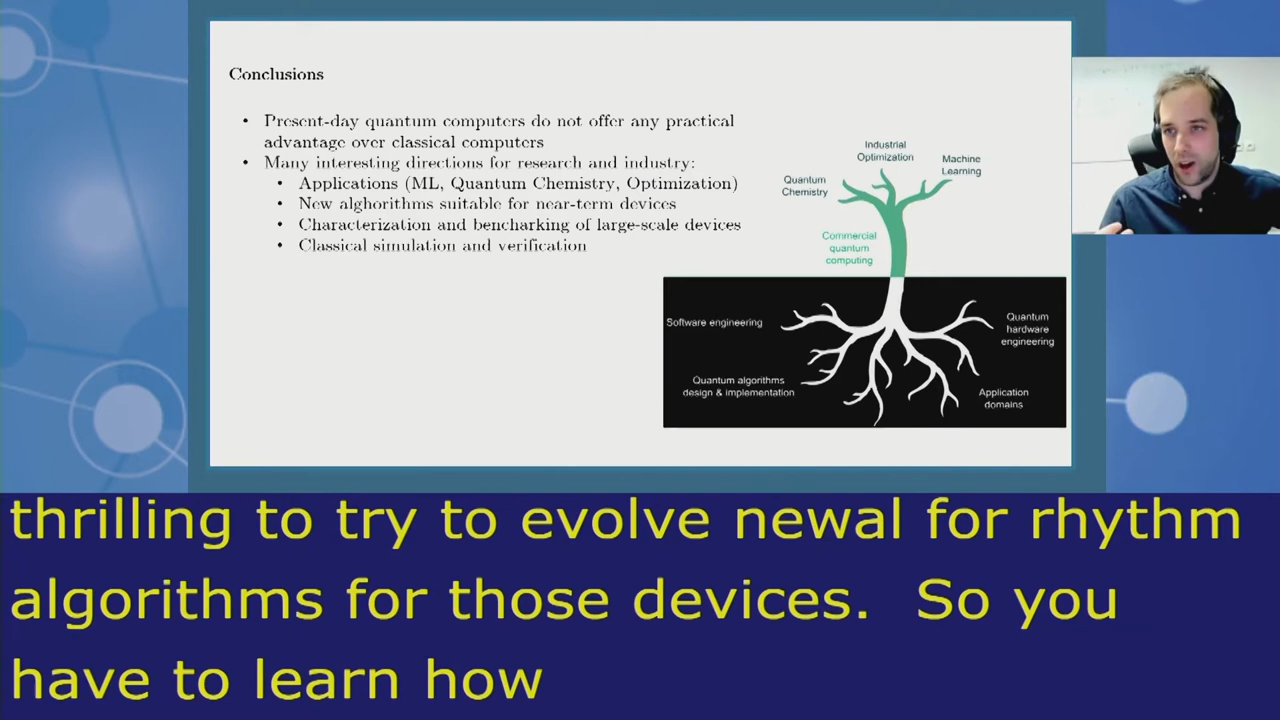 Conclusions
• Present-day quantum computers do not offer any practical
advantage over classical computers
• Many interesting directions for research and industry:
• Applications (ML, Quantum Chemistry, Optimization)
• New alghorithms suitable for near-term devices
• Characterization and bencharking of large-scale devices
• Classical simulation and verification
Industrial
Optimization
Machine
Learning
Quantum
Chemistry
Commercial
quantum
computing
Software engineering
Quantum
hardware
engineering
Quantum algorithms
design & implementation
Application
domains
thrilling to try to evolve newal for rhythm
algorithms for those devices.  So you
have to learn how